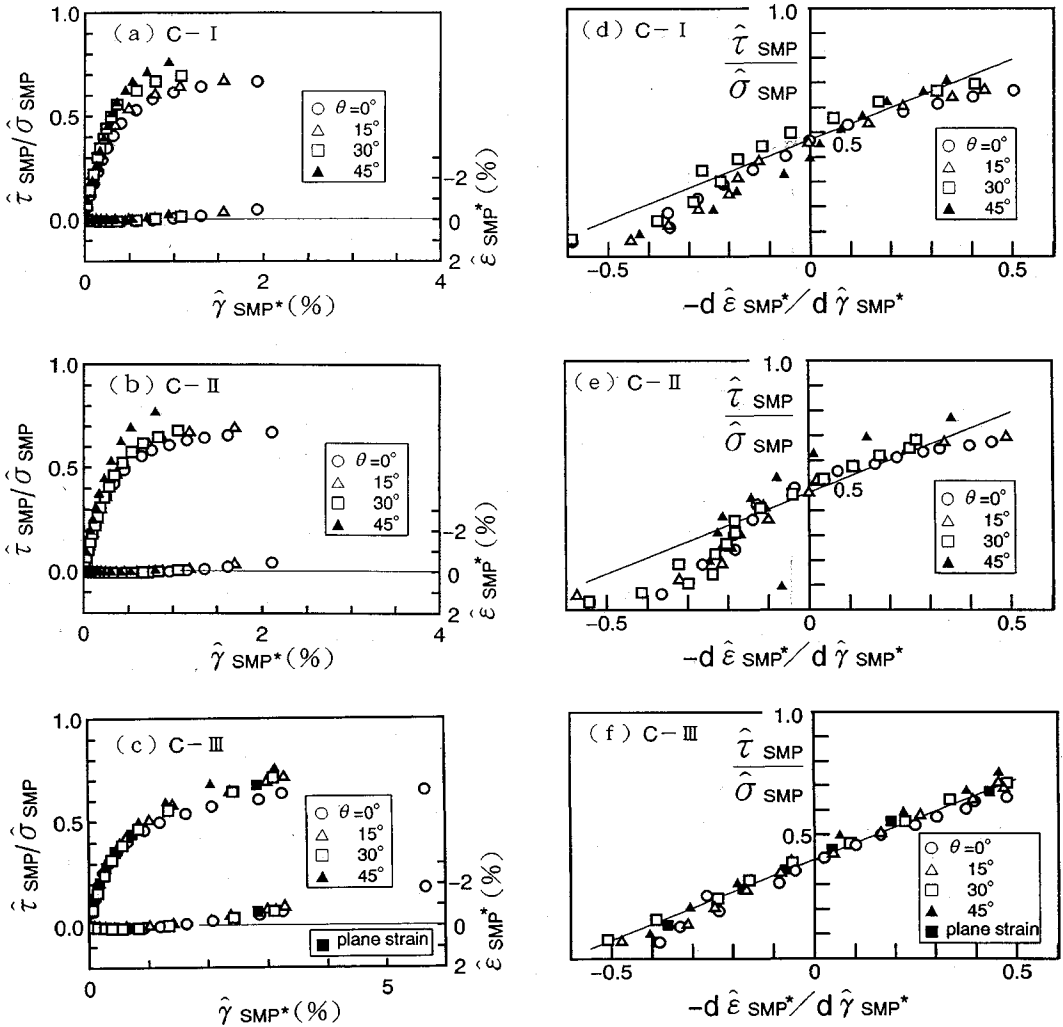 (a) C-Ⅰ
1.0
0.5
0.0
τ̂ SMP/σ̂ SMP
○ θ=0°
△ 15°
□ 30°
▲ 45°
-2
0
2
ε̂ SMP* (%)
0 2 4
γ̂ SMP* (%)
(d) C-Ⅰ
τ̂ SMP
σ̂ SMP
1.0
0.5
○ θ=0°
△ 15°
□ 30°
▲ 45°
-0.5 0 0.5
-d ε̂ SMP*/d γ̂ SMP*
(b) C-Ⅱ
1.0
0.5
0.0
τ̂ SMP/σ̂ SMP
○ θ=0°
△ 15°
□ 30°
▲ 45°
-2
0
2
ε̂ SMP* (%)
0 2 4
γ̂ SMP* (%)
(e) C-Ⅱ
τ̂ SMP
σ̂ SMP
1.0
0.5
○ θ=0°
△ 15°
□ 30°
▲ 45°
-0.5 0 0.5
-d ε̂ SMP*/d γ̂ SMP*
(c) C-Ⅲ
1.0
0.5
0.0
τ̂ SMP/σ̂ SMP
○ θ=0°
△ 15°
□ 30°
▲ 45°
■ plane strain
-2
0
2
ε̂ SMP* (%)
0 5
γ̂ SMP* (%)
(f) C-Ⅲ
τ̂ SMP
σ̂ SMP
1.0
0.5
○ θ=0°
△ 15°
□ 30°
▲ 45°
■ plane strain
-0.5 0 0.5
-d ε̂ SMP*/d γ̂ SMP*